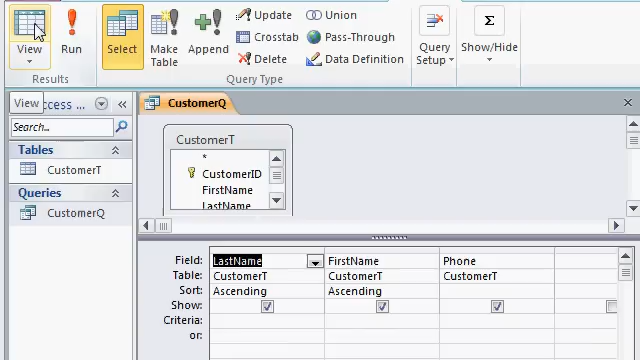 View
Run
Select
Make
Table
Append
Update
Crosstab
Delete
Union
Pass-Through
Data Definition
Query
Setup
Σ
Show/Hide
Results
Query Type
View
ccess ...
«
CustomerQ
×
Search...
Tables
CustomerT
Queries
CustomerQ
CustomerT
*
CustomerID
FirstName
LastName
Field: LastName FirstName Phone
Table: CustomerT CustomerT CustomerT
Sort: Ascending Ascending
Show:
Criteria:
or: